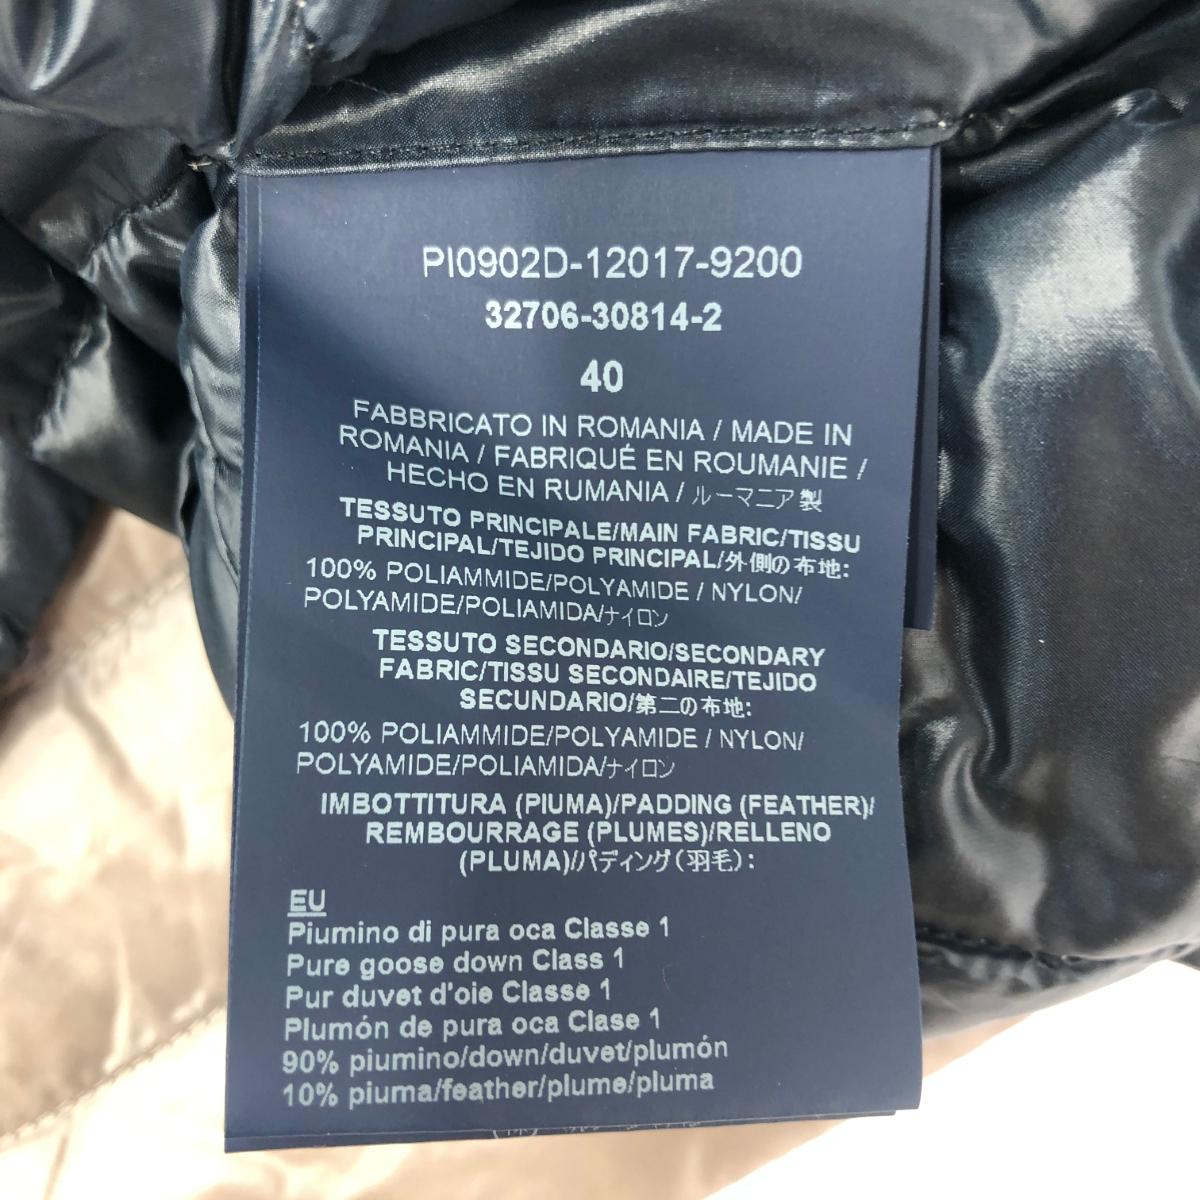 PI0902D-12017-9200
32706-30814-2
40
FABBRICATO IN ROMANIA / MADE IN
ROMANIA / FABRIQUÉ EN ROUMANIE /
HECHO EN RUMANIA / ルーマニア製
TESSUTO PRINCIPALE/MAIN FABRIC/TISSU
PRINCIPAL/TEJIDO PRINCIPAL/外側の布地:
100% POLIAMMIDE/POLYAMIDE / NYLON/
POLYAMIDE/POLIAMIDA/ナイロン
TESSUTO SECONDARIO/SECONDARY
FABRIC/TISSU SECONDAIRE/TEJIDO
SECUNDARIO/第二の布地:
100% POLIAMMIDE/POLYAMIDE / NYLON/
POLYAMIDE/POLIAMIDA/ナイロン
IMBOTTITURA (PIUMA)/PADDING (FEATHER)/
REMBOURRAGE (PLUMES)/RELLENO
(PLUMA)/パディング(羽毛):
EU
Piumino di pura oca Classe 1
Pure goose down Class 1
Pur duvet d'oie Classe 1
Plumón de pura oca Clase 1
90% piumino/down/duvet/plumón
10% piuma/feather/plume/pluma